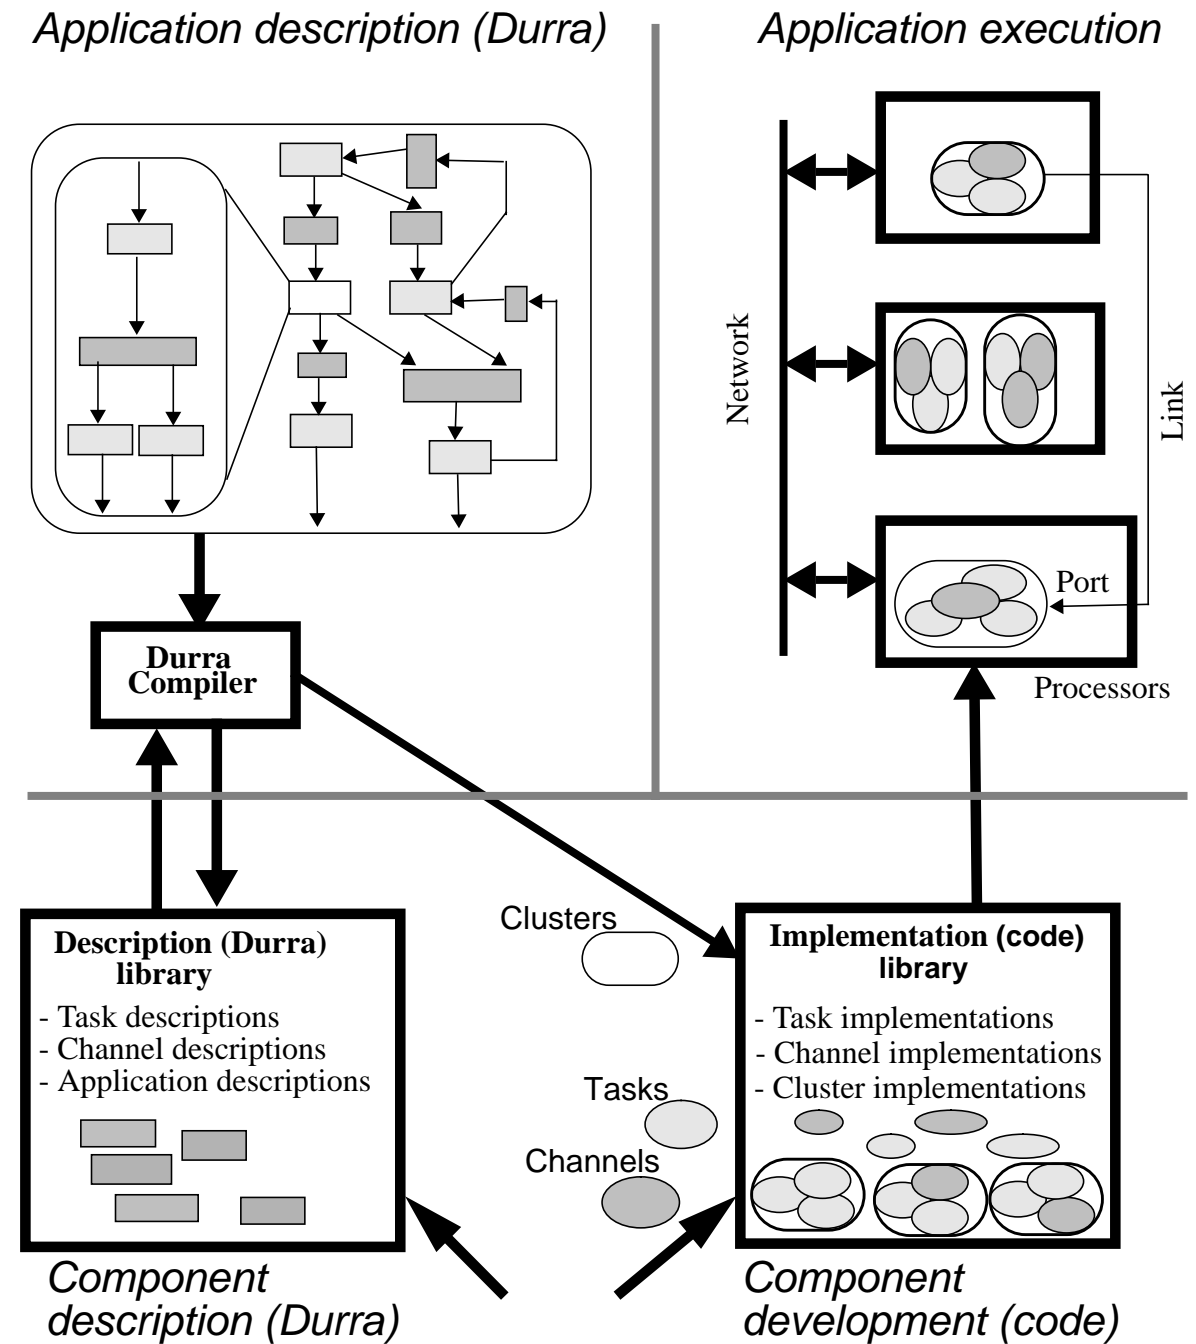 Application description (Durra)
Application execution
Network
Link
Port
Processors
Durra
Compiler
Description (Durra)
library
- Task descriptions
- Channel descriptions
- Application descriptions
Clusters
Tasks
Channels
Implementation (code)
library
- Task implementations
- Channel implementations
- Cluster implementations
Component
description (Durra)
Component
development (code)